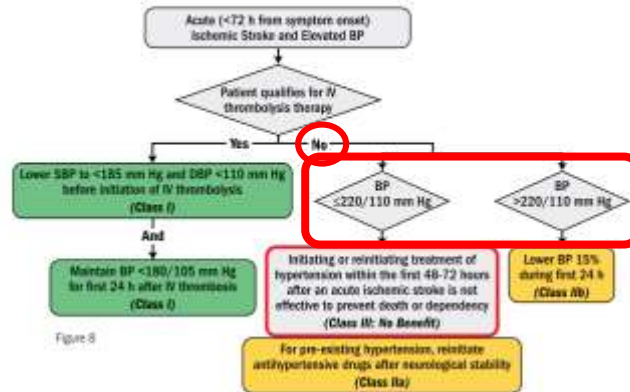 Acute (<72 h from symptom onset)
Ischemic Stroke and Elevated BP
Patient qualifies for IV
thrombolysis therapy
Yes
No
Lower SBP to <185 mm Hg and DBP <110 mm Hg
before initiation of IV thrombolysis
(Class I)
And
Maintain BP <180/105 mm Hg
for first 24 h after IV thrombosis
(Class I)
BP
≤220/110 mm Hg
BP
>220/110 mm Hg
Initiating or reinitiating treatment of
hypertension within the first 48-72 hours
after an acute ischemic stroke is not
effective to prevent death or dependency
(Class III: No Benefit)
Lower BP 15%
during first 24 h
(Class IIb)
For pre-existing hypertension, reinitiate
antihypertensive drugs after neurological stability
(Class IIa)
Figure 8